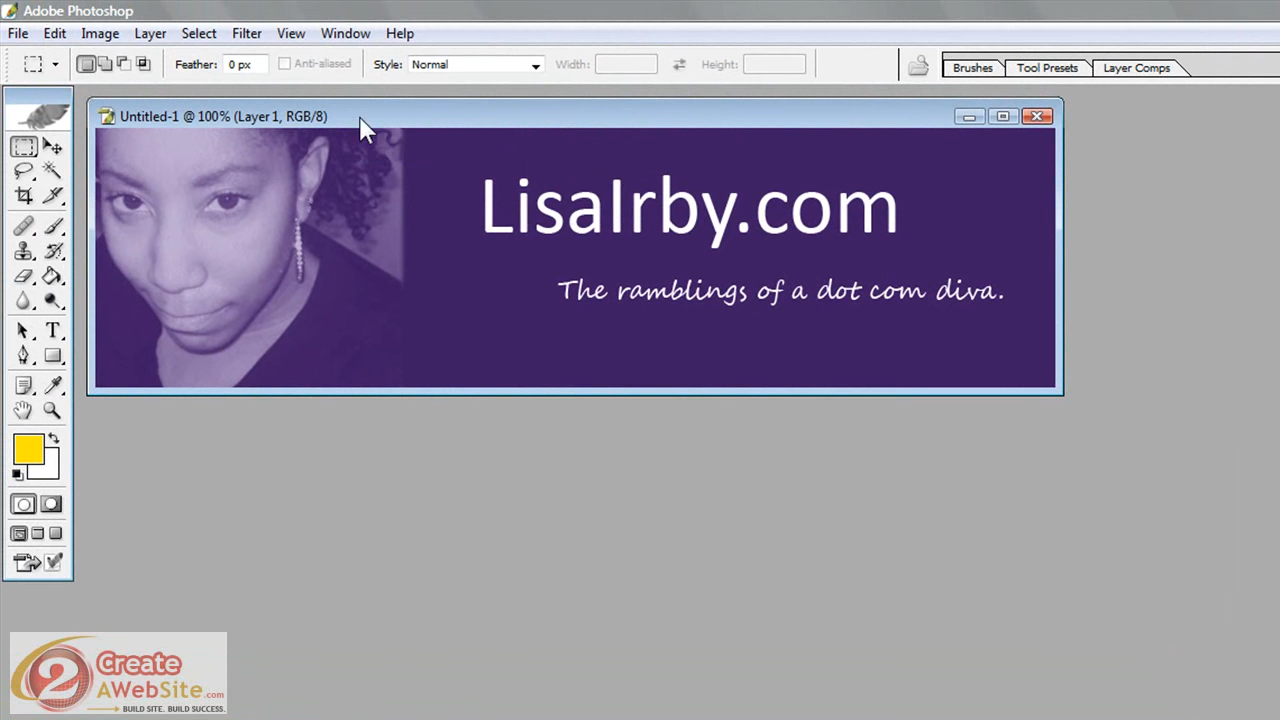 Adobe Photoshop
File Edit Image Layer Select Filter View Window Help
Feather: 0 px Anti-aliased Style: Normal Width: Height: Brushes Tool Presets Layer Comps
Untitled-1 @ 100% (Layer 1, RGB/8)
LisaIrby.com
The ramblings of a dot com diva.
T
2 Create
AWebSite.com
BUILD SITE. BUILD SUCCESS.